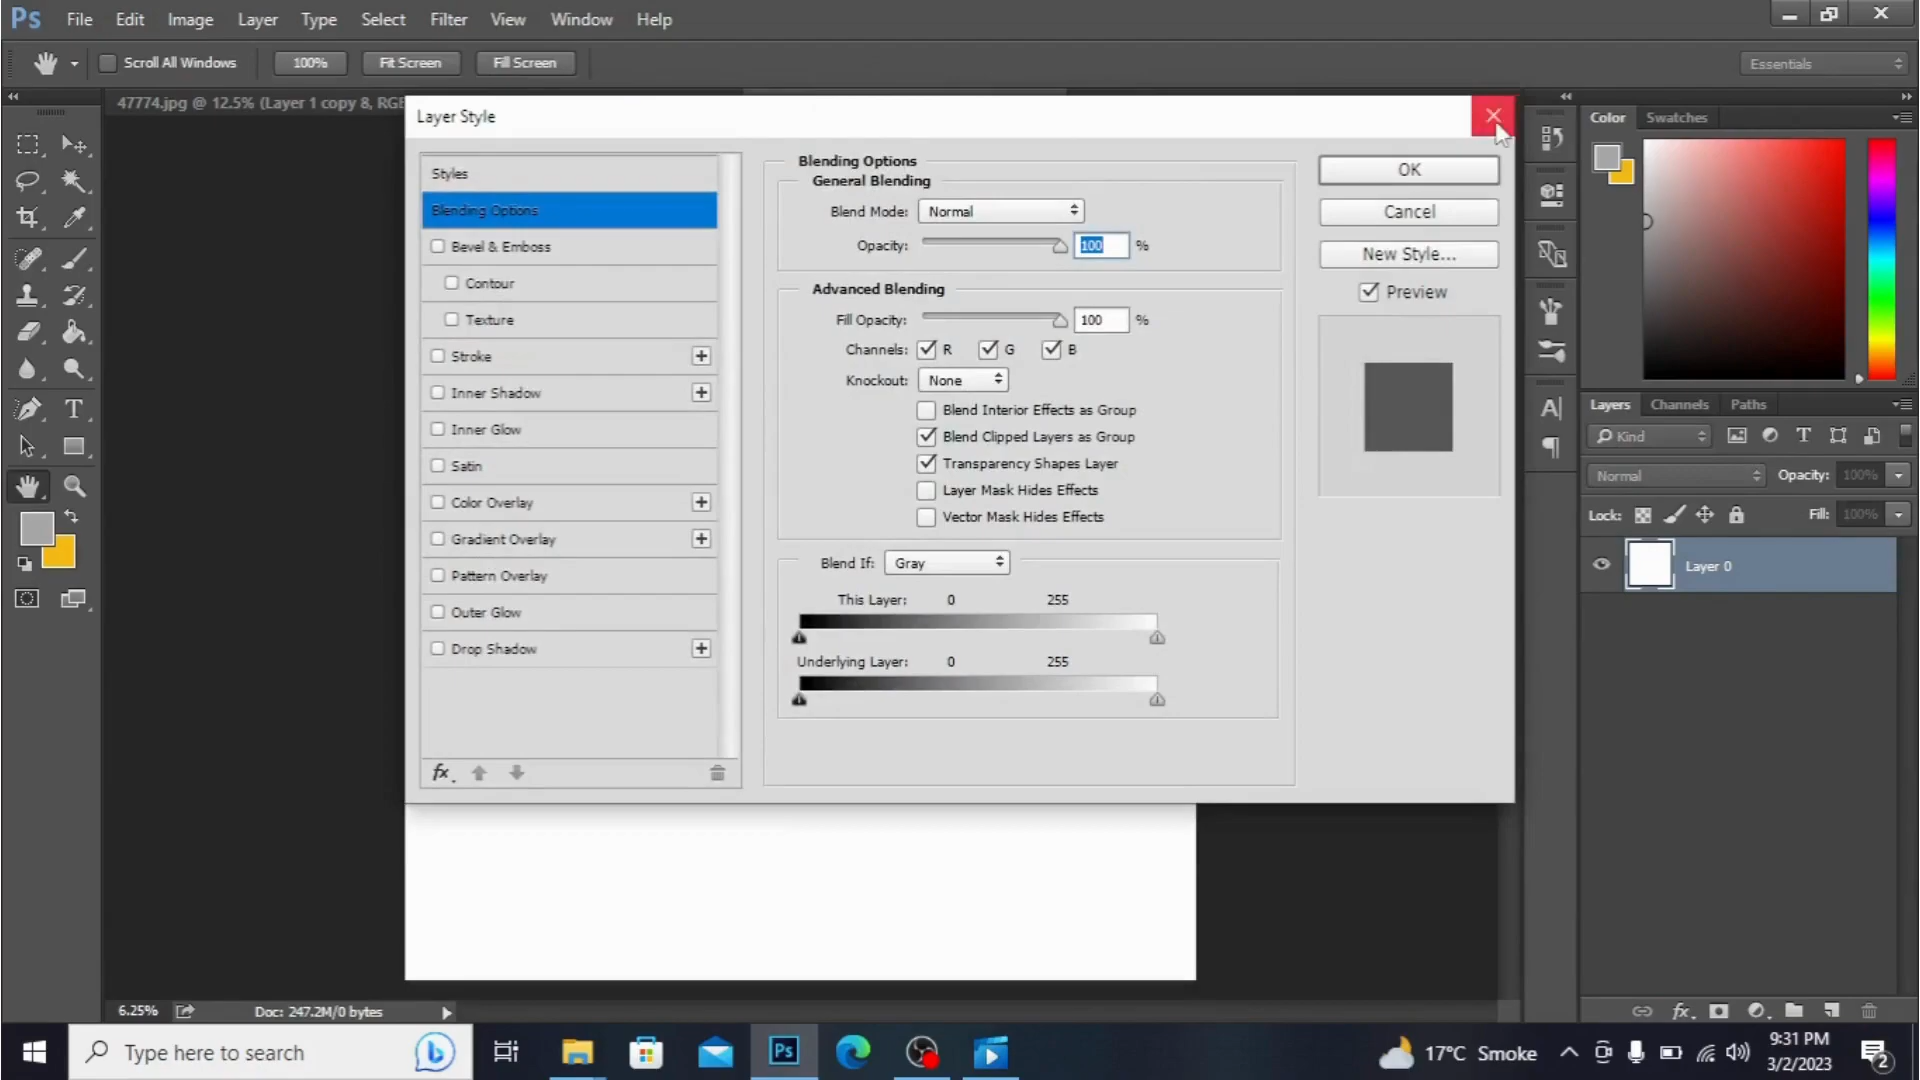 Ps File Edit Image Layer Type Select Filter View Window Help
Scroll All Windows 100% Fit Screen Fill Screen Essentials
47774.jpg @ 12.5% (Layer 1 copy 8, RGB
Layer Style
Styles
Blending Options
Bevel & Emboss
Contour
Texture
Stroke
Inner Shadow
Inner Glow
Satin
Color Overlay
Gradient Overlay
Pattern Overlay
Outer Glow
Drop Shadow
fx
Blending Options
General Blending
Blend Mode: Normal
Opacity: 100 %
Advanced Blending
Fill Opacity: 100 %
Channels: R G B
Knockout: None
Blend Interior Effects as Group
Blend Clipped Layers as Group
Transparency Shapes Layer
Layer Mask Hides Effects
Vector Mask Hides Effects
Blend If: Gray
This Layer: 0 255
Underlying Layer: 0 255
OK
Cancel
New Style...
Preview
Color Swatches
Layers Channels Paths
Kind
Normal Opacity: 100%
Lock: Fill: 100%
Layer 0
fx
6.25% Doc: 247.2M/0 bytes
Type here to search
Ps
17°C Smoke
9:31 PM
3/2/2023
2